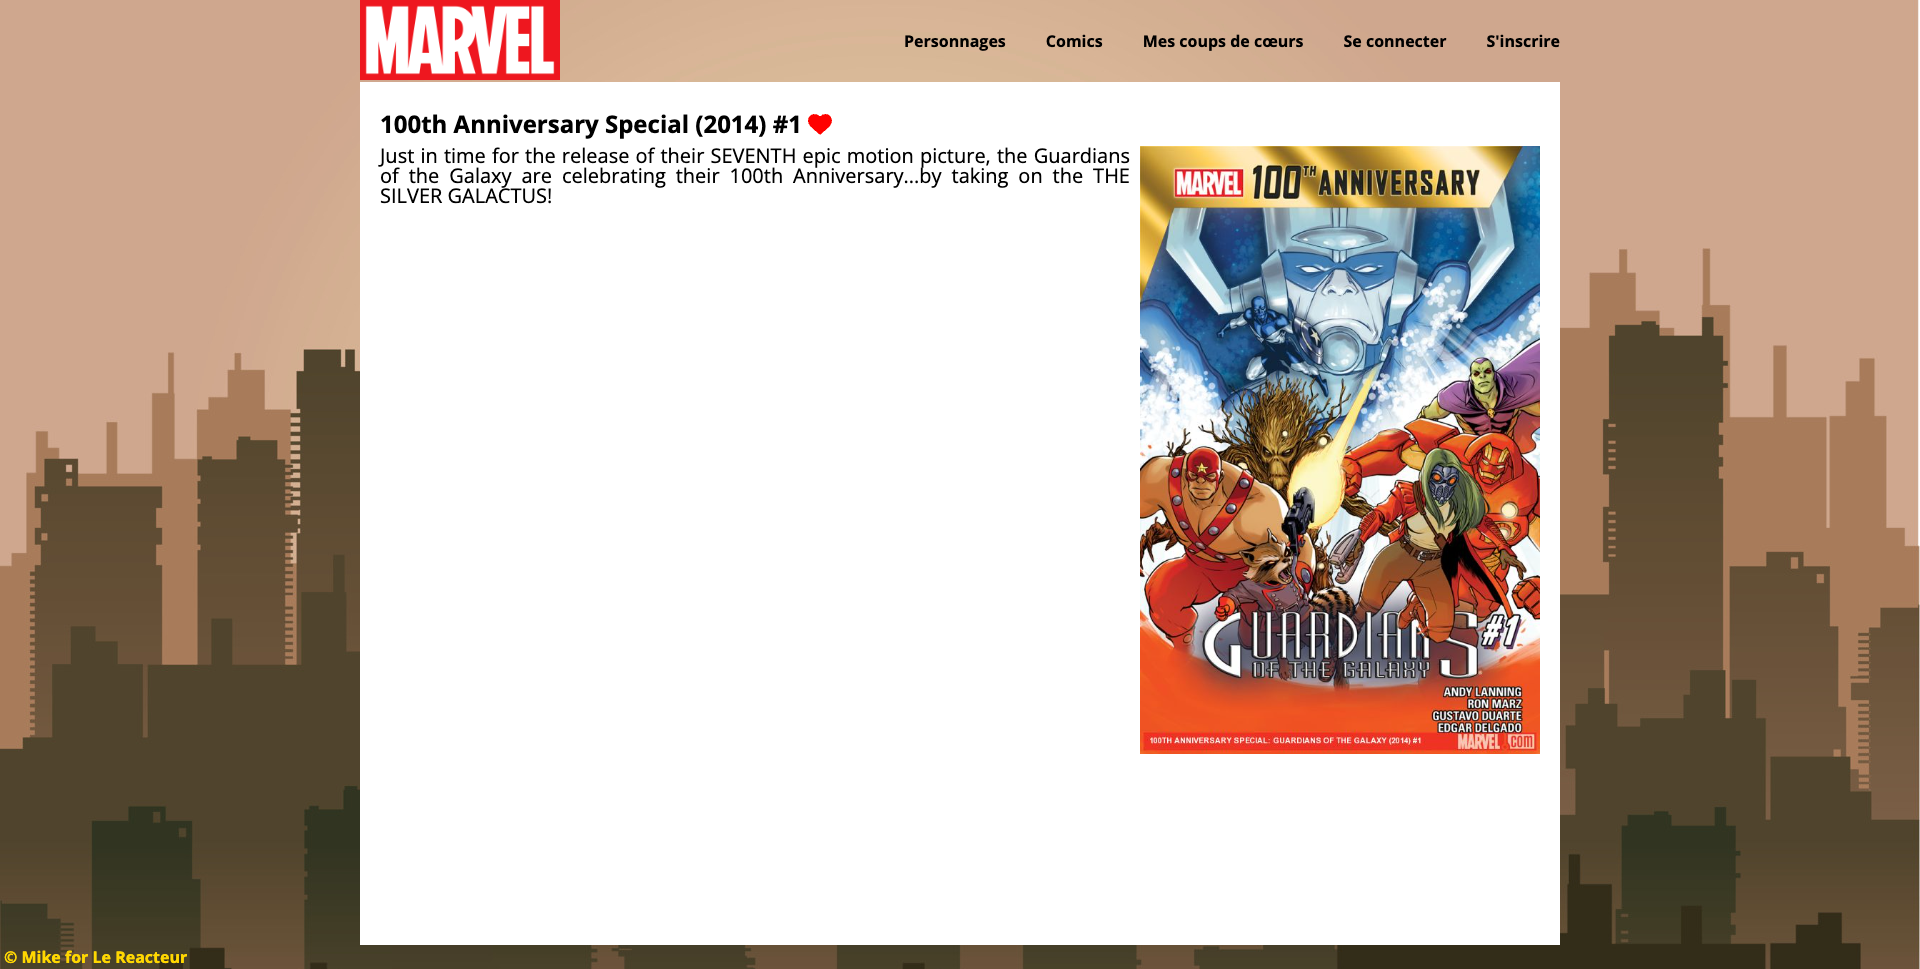 MARVEL
Personnages Comics Mes coups de cœurs Se connecter S'inscrire
100th Anniversary Special (2014) #1
Just in time for the release of their SEVENTH epic motion picture, the Guardians
of the Galaxy are celebrating their 100th Anniversary...by taking on the THE
SILVER GALACTUS!
MARVEL 100TH ANNIVERSARY
GUARDIANS #1
OF THE GALAXY
ANDY LANNING
RON MARZ
GUSTAVO DUARTE
EDGAR DELGADO
100TH ANNIVERSARY SPECIAL: GUARDIANS OF THE GALAXY (2014) #1 MARVEL.com
© Mike for Le Reacteur